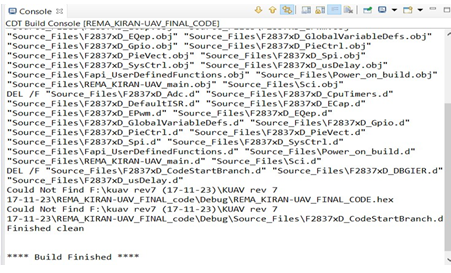 Console
CDT Build Console [REMA_KIRAN-UAV_FINAL_CODE]
"Source_Files\F2837xD_EQep.obj" "Source_Files\F2837xD_GlobalVariableDefs.obj"
"Source_Files\F2837xD_Gpio.obj" "Source_Files\F2837xD_PieCtrl.obj"
"Source_Files\F2837xD_PieVect.obj" "Source_Files\F2837xD_Spi.obj"
"Source_Files\F2837xD_SysCtrl.obj" "Source_Files\F2837xD_usDelay.obj"
"Source_Files\Fapi_UserDefinedFunctions.obj" "Source_Files\Power_on_build.obj"
"Source_Files\REMA_KIRAN-UAV_main.obj" "Source_Files\Sci.obj"
DEL /F "Source_Files\F2837xD_Adc.d" "Source_Files\F2837xD_CpuTimers.d"
"Source_Files\F2837xD_DefaultISR.d" "Source_Files\F2837xD_ECap.d"
"Source_Files\F2837xD_EPwm.d" "Source_Files\F2837xD_EQep.d"
"Source_Files\F2837xD_GlobalVariableDefs.d" "Source_Files\F2837xD_Gpio.d"
"Source_Files\F2837xD_PieCtrl.d" "Source_Files\F2837xD_PieVect.d"
"Source_Files\F2837xD_Spi.d" "Source_Files\F2837xD_SysCtrl.d"
"Source_Files\Fapi_UserDefinedFunctions.d" "Source_Files\Power_on_build.d"
"Source_Files\REMA_KIRAN-UAV_main.d" "Source_Files\Sci.d"
DEL /F "Source_Files\F2837xD_CodeStartBranch.d" "Source_Files\F2837xD_DBGIER.d"
"Source_Files\F2837xD_usDelay.d"
Could Not Find F:\kuav rev7 (17-11-23)\KUAV rev 7
17-11-23\REMA_KIRAN-UAV_FINAL_code\Debug\REMA_KIRAN-UAV_FINAL_CODE.hex
Could Not Find F:\kuav rev7 (17-11-23)\KUAV rev 7
17-11-23\REMA_KIRAN-UAV_FINAL_code\Debug\Source_Files\F2837xD_CodeStartBranch.d
Finished clean
**** Build Finished ****